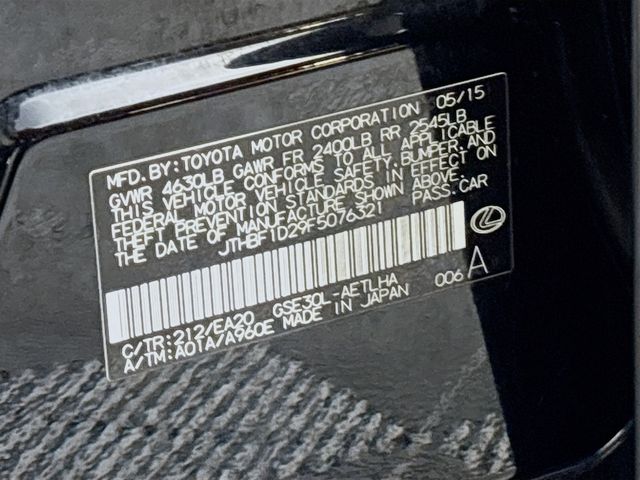 MFD. BY: TOYOTA MOTOR CORPORATION 05/15
GVWR 4630LB GAWR FR 2400LB RR 2545LB
THIS VEHICLE CONFORMS TO ALL APPLICABLE
FEDERAL MOTOR VEHICLE SAFETY, BUMPER, AND
THEFT PREVENTION STANDARDS IN EFFECT ON
THE DATE OF MANUFACTURE SHOWN ABOVE.
JTHBF1D29F5076321 PASS.CAR
C/TR:212/EA20 GSE30L-AETLHA 006 A
A/TM:A01A/A960E MADE IN JAPAN